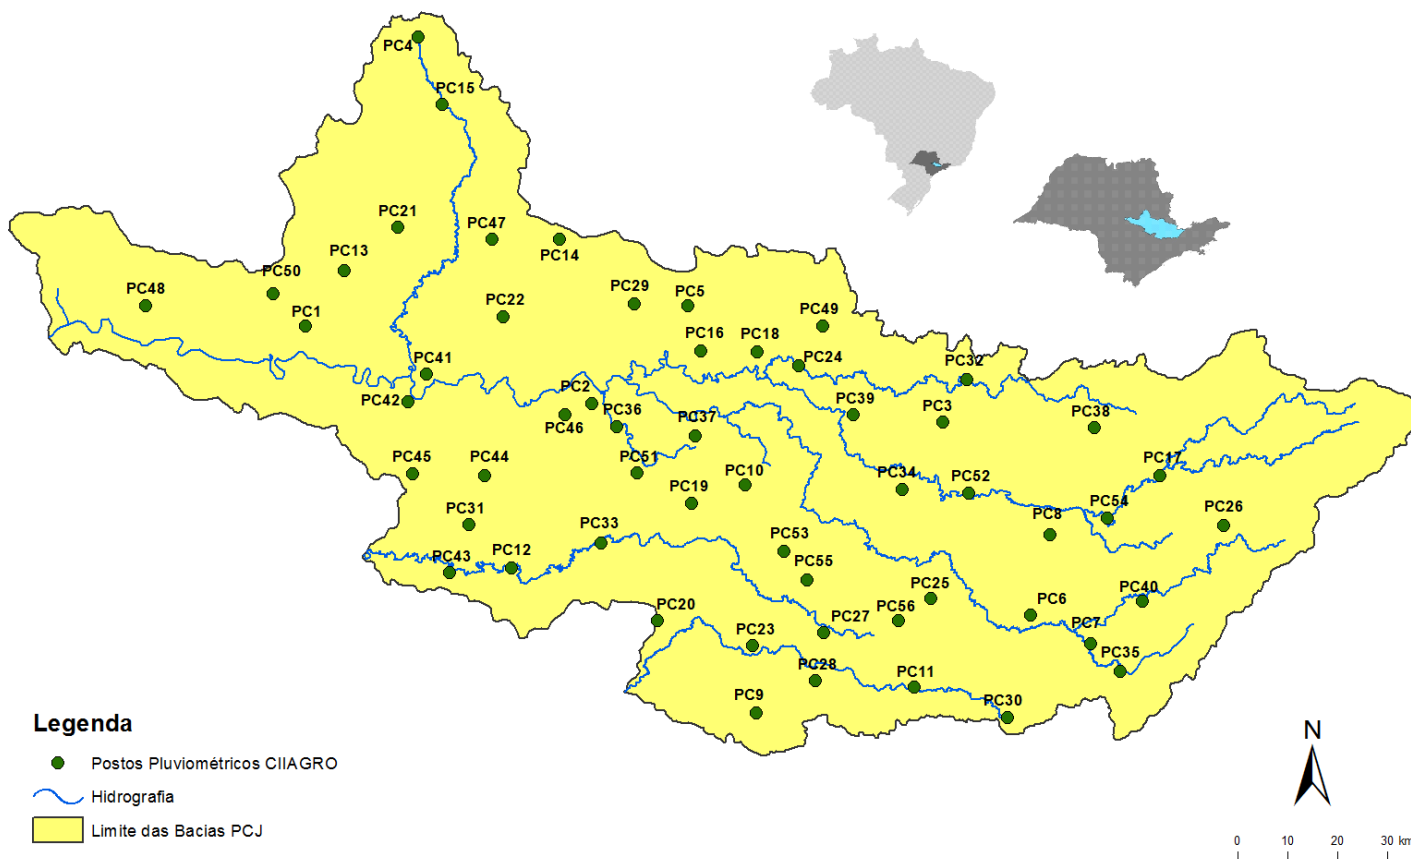 PC4
PC15
PC21
PC47
PC14
PC13
PC50
PC48
PC1
PC22
PC29
PC5
PC49
PC16
PC18
PC24
PC41
PC32
PC42
PC2
PC46
PC36
PC37
PC39
PC3
PC38
PC45
PC44
PC51
PC10
PC34
PC52
PC17
PC19
PC54
PC26
PC8
PC31
PC33
PC43
PC12
PC53
PC55
PC25
PC40
PC20
PC23
PC27
PC56
PC6
PC7
PC35
PC28
PC11
PC9
PC30
Legenda
Postos Pluviométricos CIIAGRO
Hidrografia
Limite das Bacias PCJ
N
0 10 20 30 km